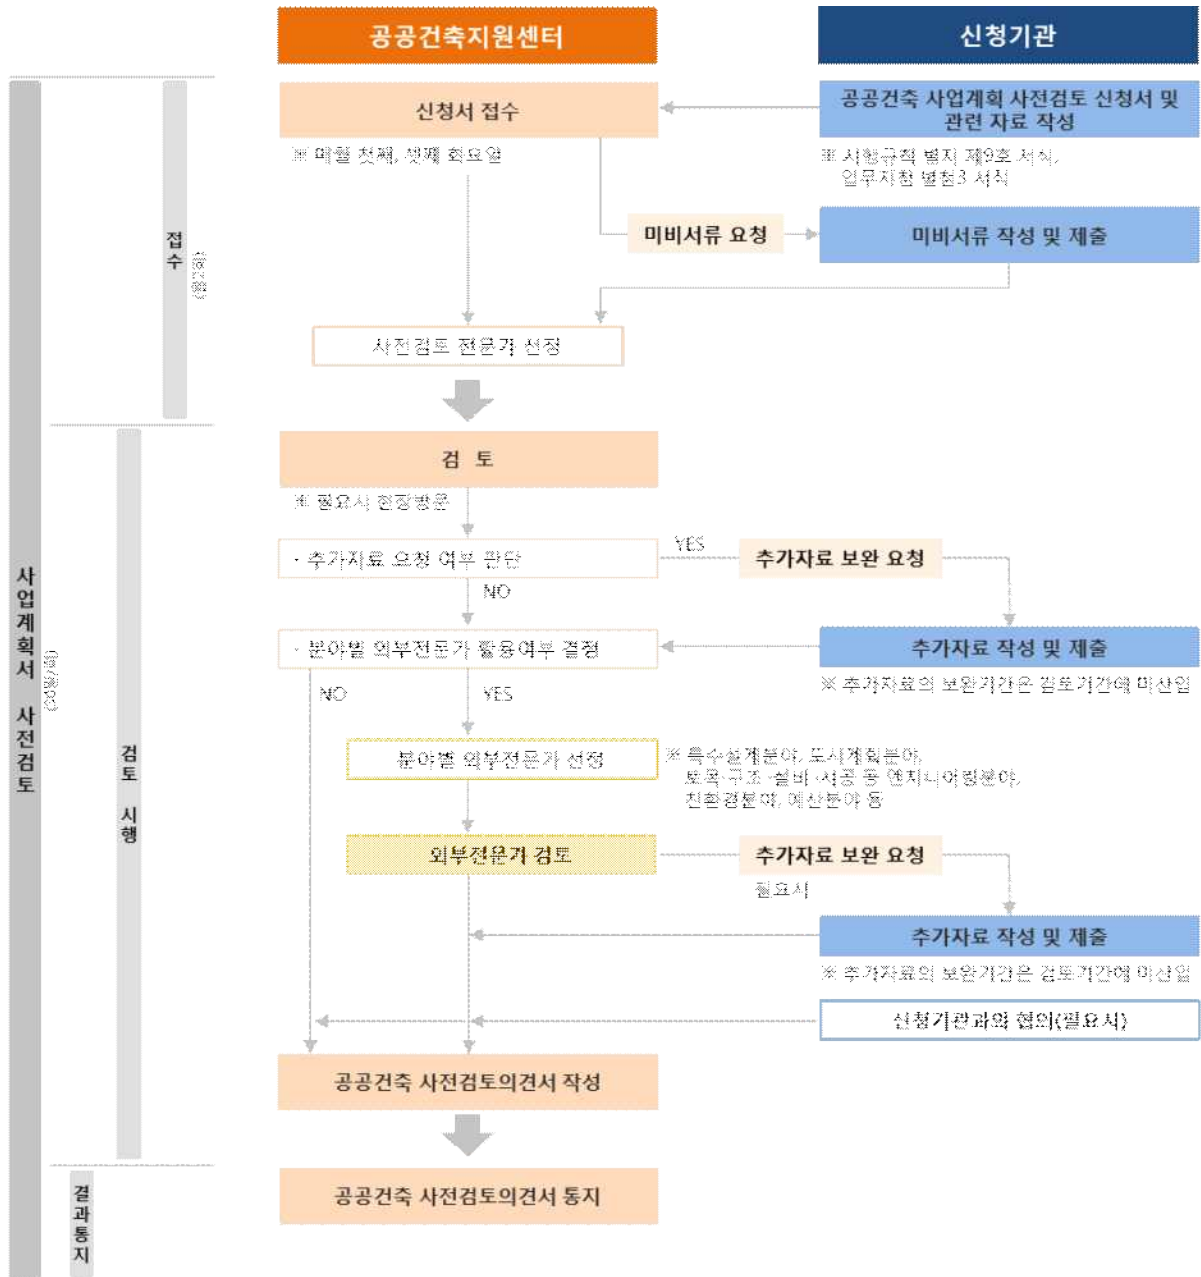 공공건축지원센터
신청기관
신청서 접수
공공건축 사업계획 사전검토 신청서 및
관련 자료 작성
※ 매월 첫째, 셋째 화요일
※ 시행규칙 별지 제9호 서식,
업무지침 별첨3 서식
접수
미비서류 요청
미비서류 작성 및 제출
사전검토 전문가 선정
검 토
※ 필요시 현장방문
· 추가자료 요청 여부 판단
YES
추가자료 보완 요청
NO
사업계획서 사전검토
· 분야별 외부전문가 활용여부 결정
추가자료 작성 및 제출
※ 추가자료의 보완기간은 검토기간에 미산입
NO
YES
검토 시행
분야별 외부전문가 선정
※ 특수설계분야, 도시계획분야,
토목·구조·설비·시공 등 엔지니어링분야,
친환경분야, 예산분야 등
외부전문가 검토
추가자료 보완 요청
필요시
추가자료 작성 및 제출
※ 추가자료의 보완기간은 검토기간에 미산입
신청기관과의 협의(필요시)
공공건축 사전검토의견서 작성
결과통지
공공건축 사전검토의견서 통지